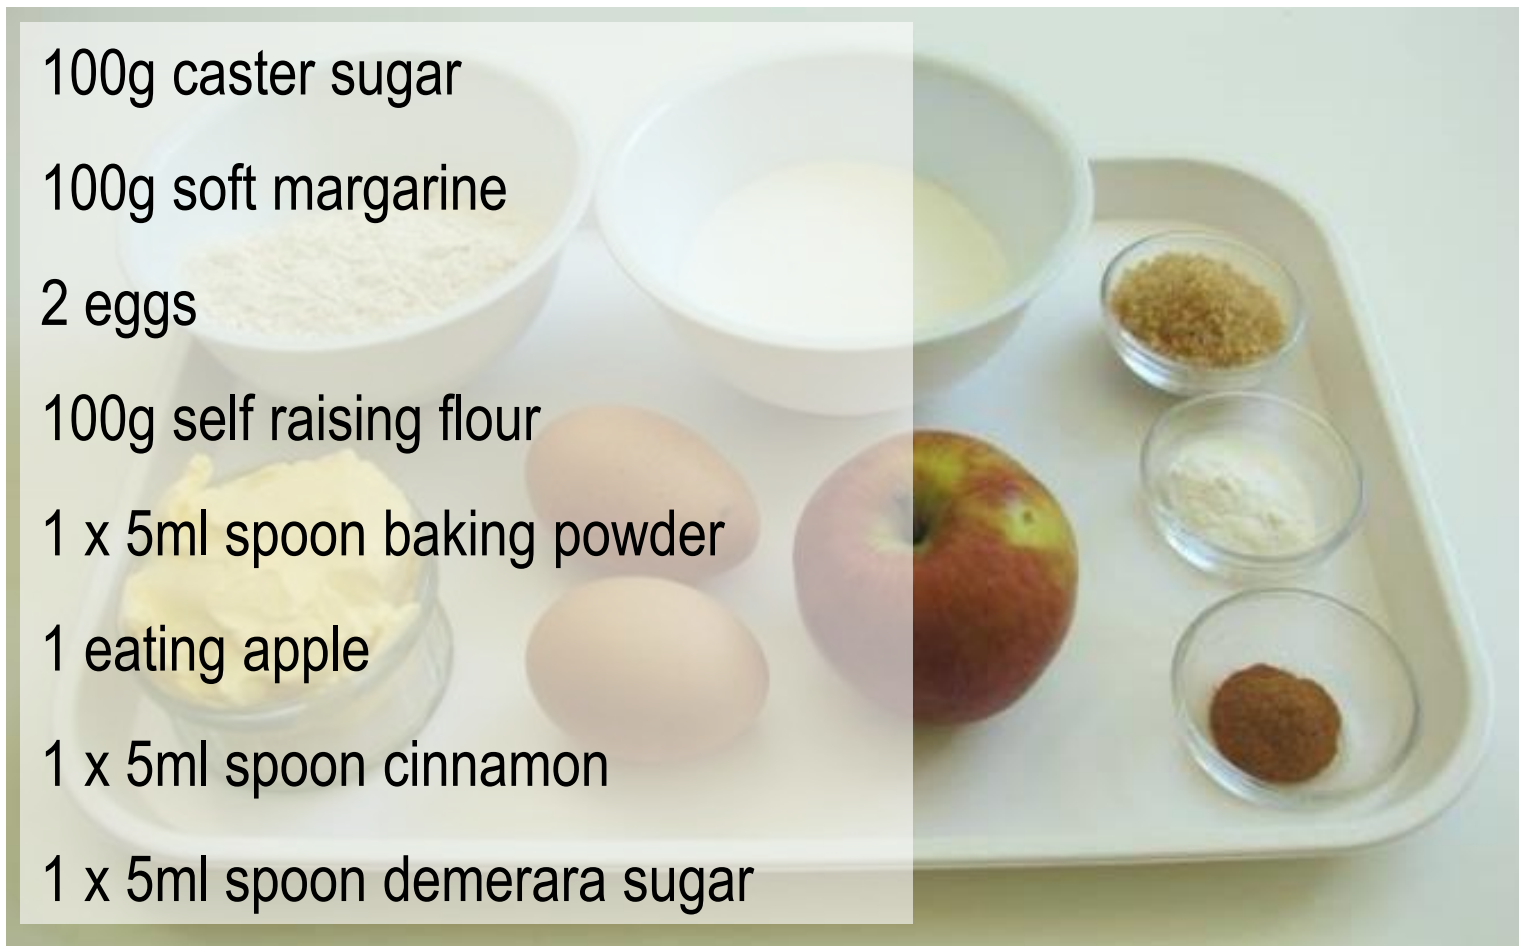 100g caster sugar
100g soft margarine
2 eggs
100g self raising flour
1 x 5ml spoon baking powder
1 eating apple
1 x 5ml spoon cinnamon
1 x 5ml spoon demerara sugar